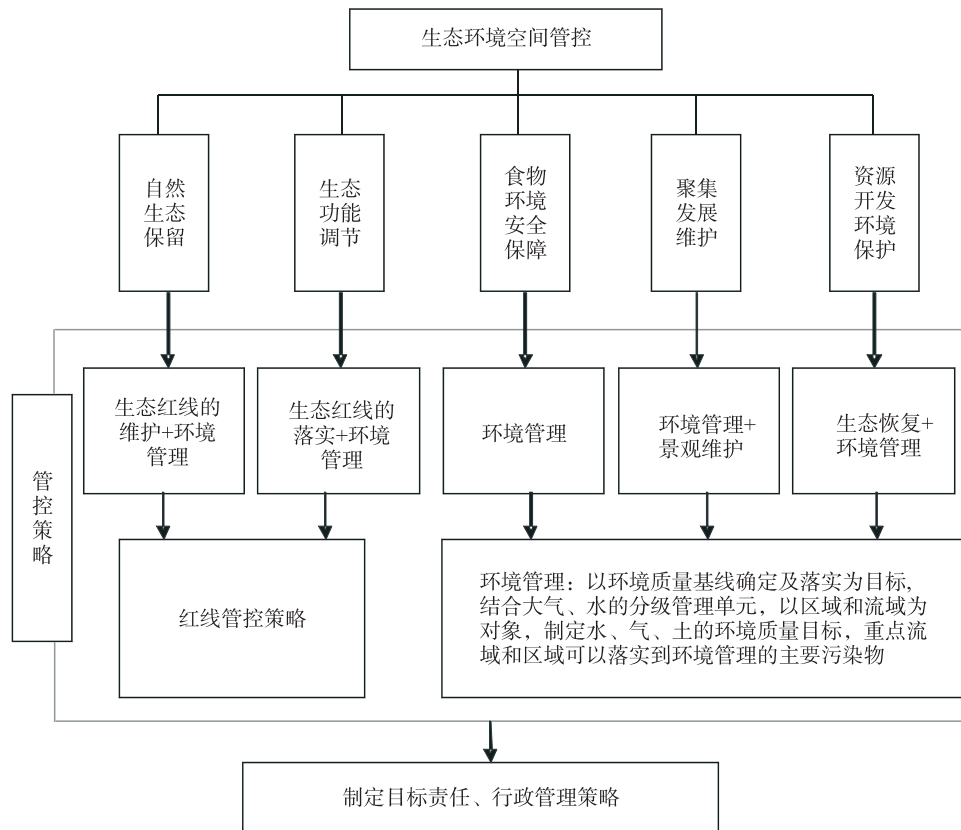 生态环境空间管控
自然
生态
保留
生态
功能
调节
食物
环境
安全
保障
聚集
发展
维护
资源
开发
环境
保护
管
控
策
略
生态红线的
维护+环境
管理
生态红线的
落实+环境
管理
环境管理
环境管理+
景观维护
生态恢复+
环境管理
红线管控策略
环境管理：以环境质量基线确定及落实为目标，
结合大气、水的分级管理单元，以区域和流域为
对象，制定水、气、土的环境质量目标，重点流
域和区域可以落实到环境管理的主要污染物
制定目标责任、行政管理策略